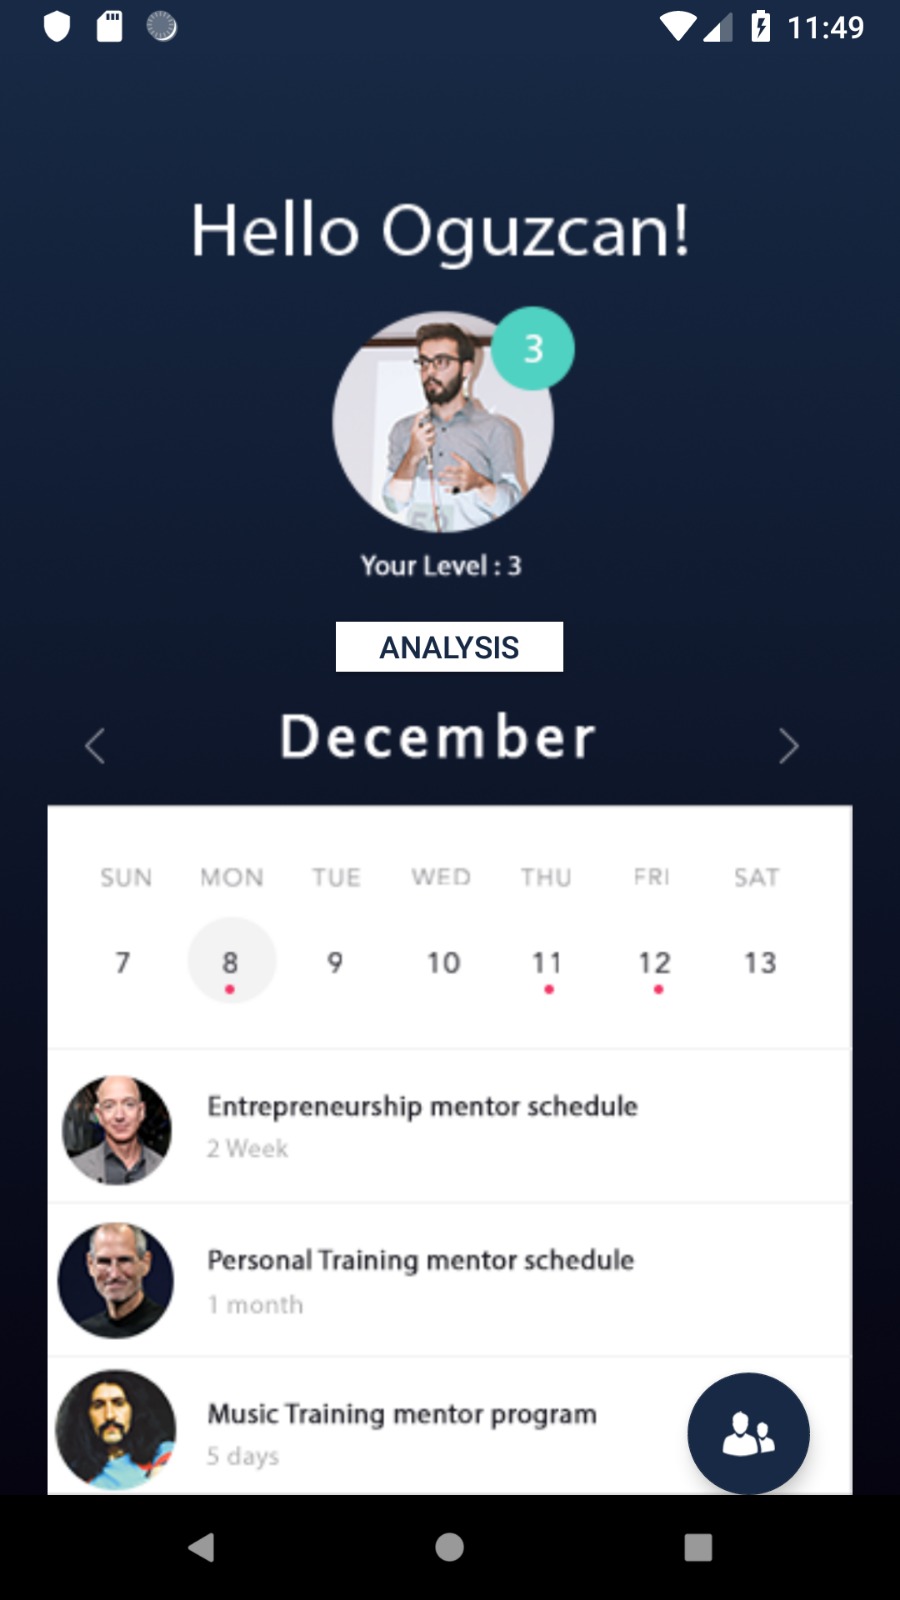 11:49
Hello Oguzcan!
3
Your Level : 3
ANALYSIS
December
SUN MON TUE WED THU FRI SAT
7 8 9 10 11 12 13
Entrepreneurship mentor schedule
2 Week
Personal Training mentor schedule
1 month
Music Training mentor program
5 days